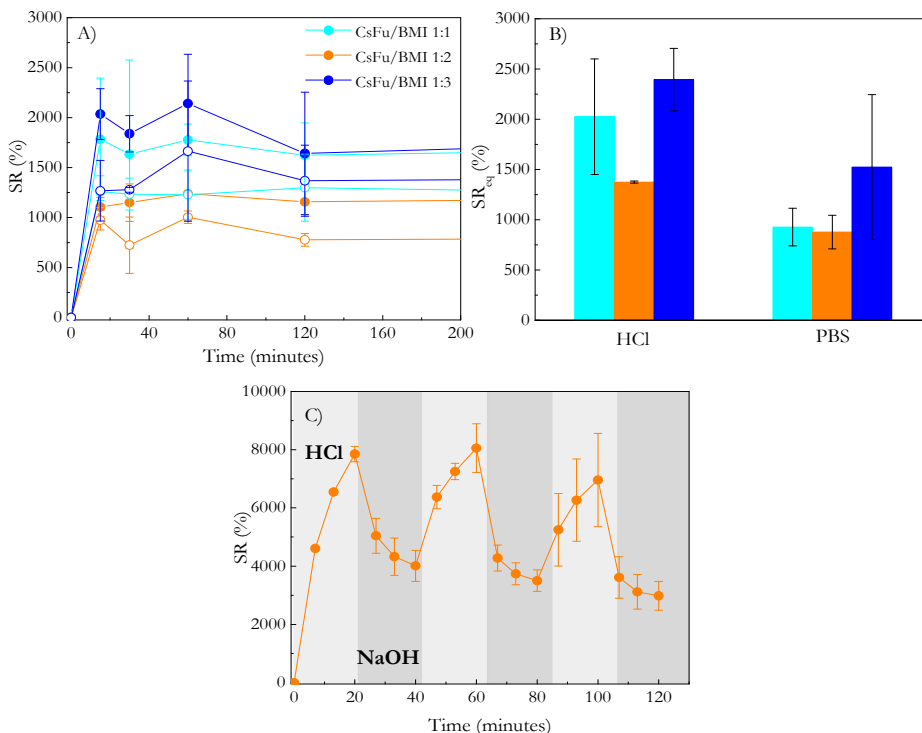 A)
CsFu/BMI 1:1
CsFu/BMI 1:2
CsFu/BMI 1:3
SR (%)
3000
2500
2000
1500
1000
500
0
0 40 80 120 160 200
Time (minutes)
B)
SReq (%)
3000
2500
2000
1500
1000
500
0
HCl PBS
C)
HCl
NaOH
SR (%)
10000
8000
6000
4000
2000
0
0 20 40 60 80 100 120
Time (minutes)